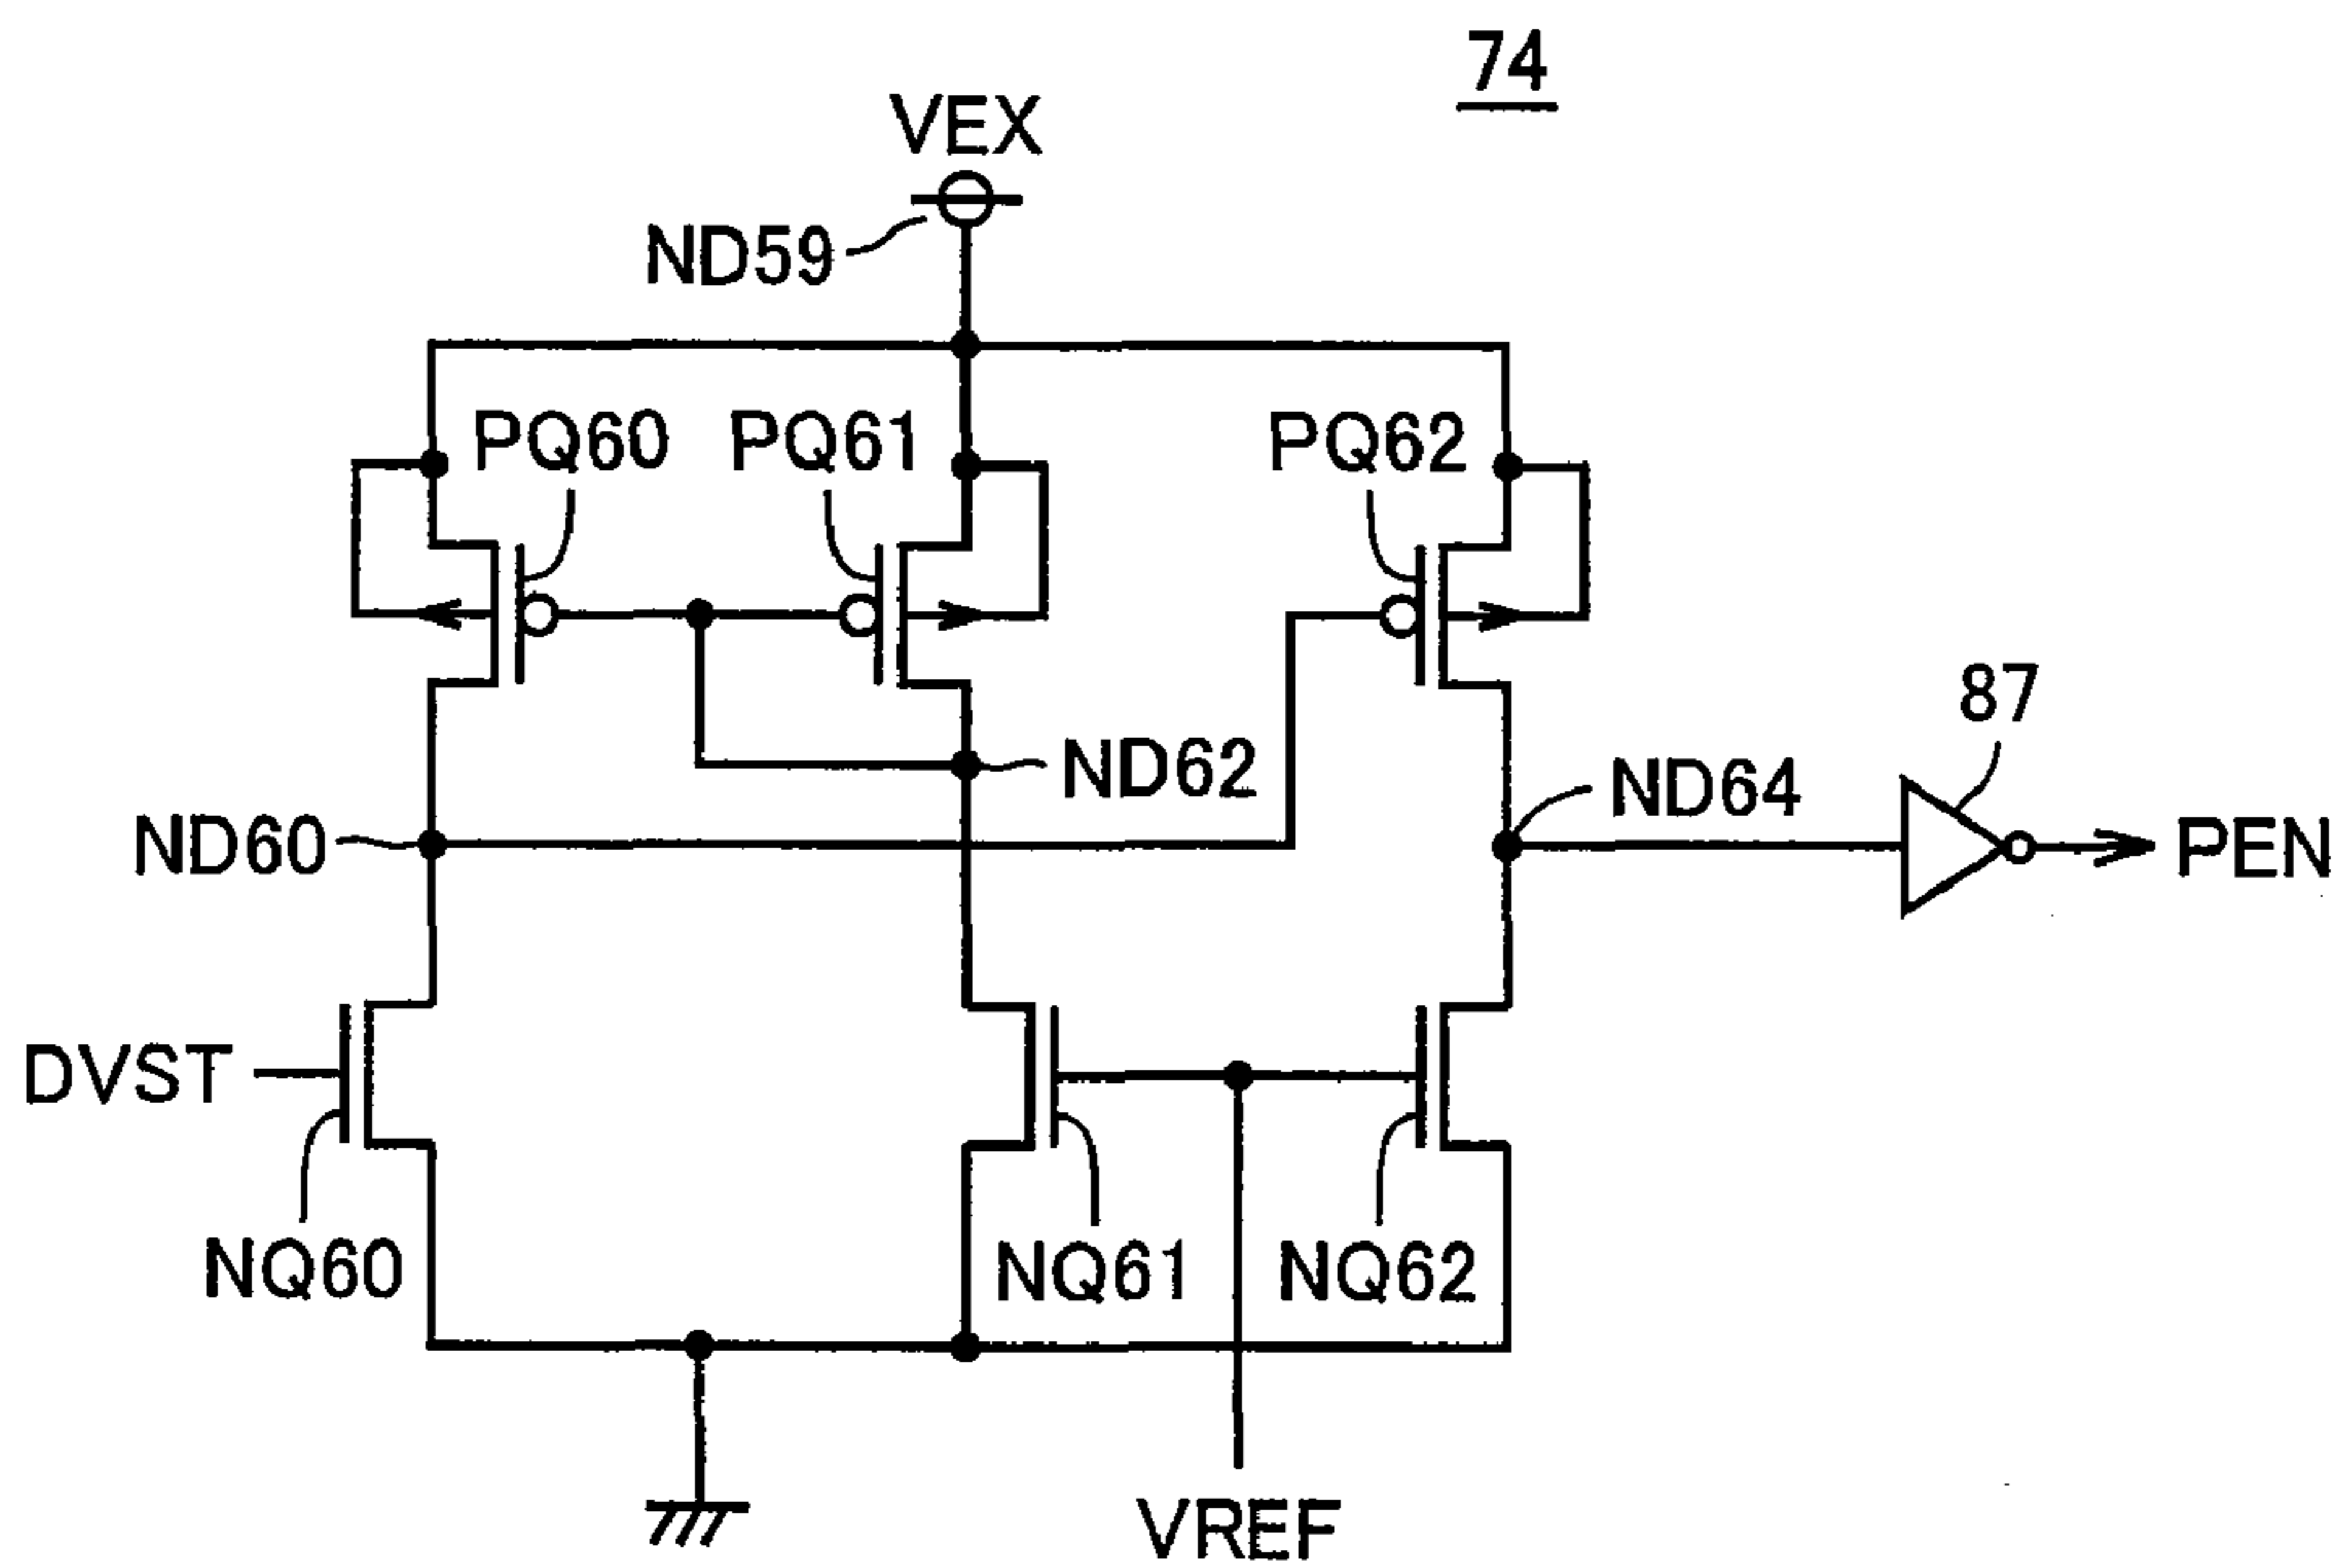 74
VEX
ND59
PQ60 PQ61 PQ62
87
ND62
ND64
ND60
PEN
DVST
NQ60 NQ61 NQ62
VREF